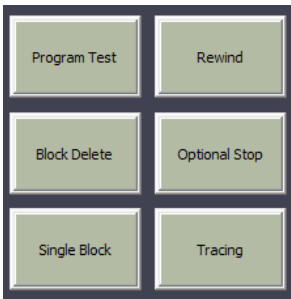 Program Test
Rewind
Block Delete
Optional Stop
Single Block
Tracing